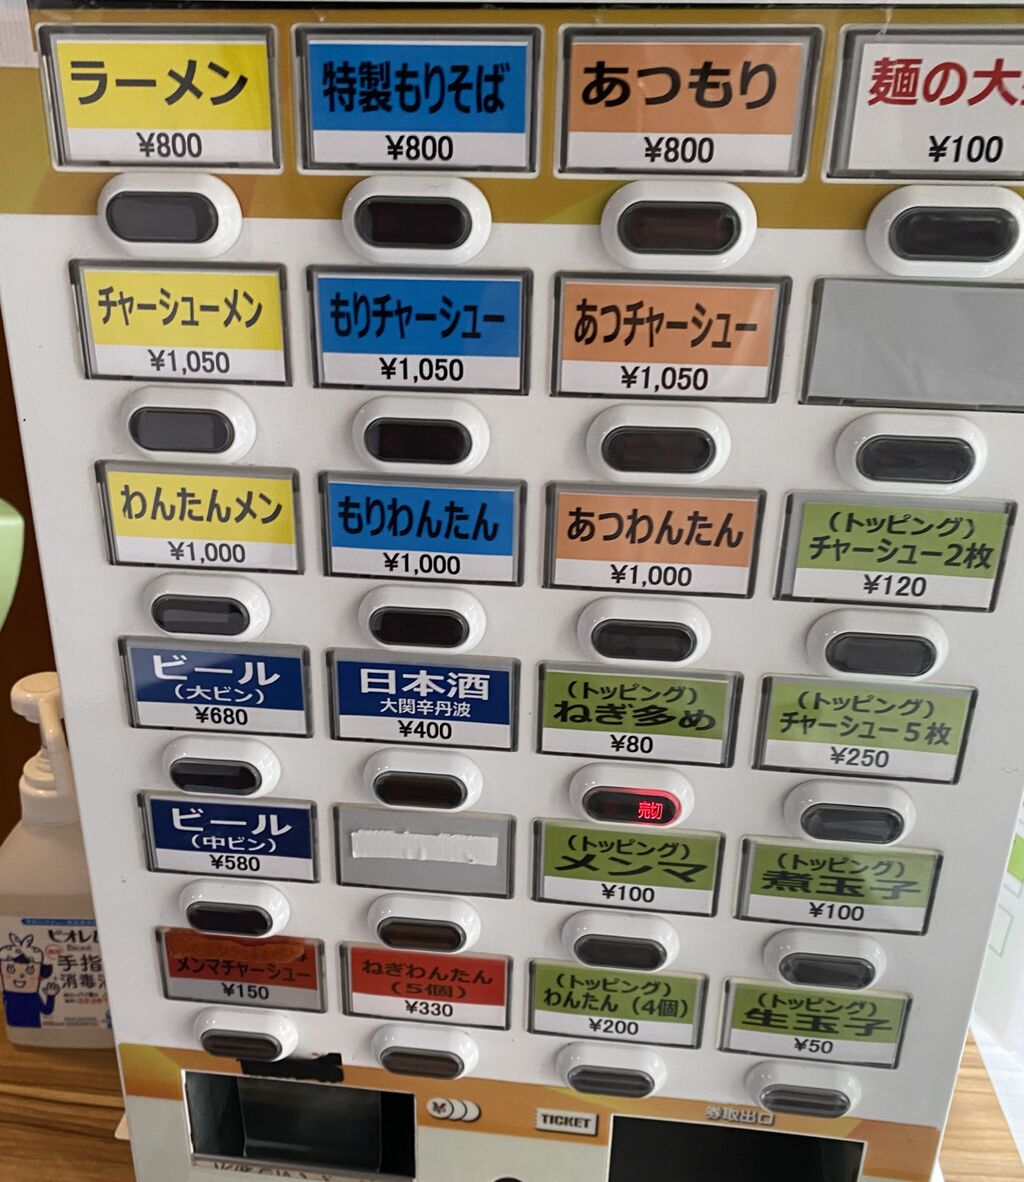 ラーメン
¥800
特製もりそば
¥800
あつもり
¥800
麺の大
¥100
チャーシューメン
¥1,050
もりチャーシュー
¥1,050
あつチャーシュー
¥1,050
わんたんメン
¥1,000
もりわんたん
¥1,000
あつわんたん
¥1,000
(トッピング)
チャーシュー2枚
¥120
ビール
(大ビン)
¥680
日本酒
大関辛丹波
¥400
(トッピング)
ねぎ多め
¥80
(トッピング)
チャーシュー5枚
¥250
売切
ビール
(中ビン)
¥580
(トッピング)
メンマ
¥100
(トッピング)
煮玉子
¥100
メンマチャーシュー
¥150
ねぎわんたん
(5個)
¥330
(トッピング)
わんたん (4個)
¥200
(トッピング)
生玉子
¥50
¥
TICKET
券取出口
ビオレ
手指
消毒